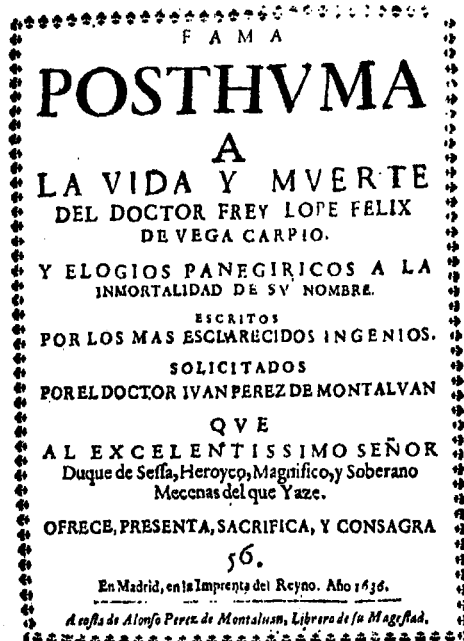 FAMA
POSTHVMA
A
LA VIDA Y MVERTE
DEL DOCTOR FREY LOPE FELIX
DE VEGA CARPIO.
Y ELOGIOS PANEGIRICOS A LA
INMORTALIDAD DE SV NOMBRE.
ESCRITOS
POR LOS MAS ESCLARECIDOS INGENIOS.
SOLICITADOS
POR EL DOCTOR IVAN PEREZ DE MONTALVAN
QVE
AL EXCELENTISSIMO SEÑOR
Duque de Seſſa, Heroyco, Magnifico, y Soberano
Mecenas del que Yaze.
OFRECE, PRESENTA, SACRIFICA, Y CONSAGRA
56.
En Madrid, en la Imprenta del Reyno. Año 1636.
A coſta de Alonſo Perez de Montaluan, Librero de ſu Mageſtad.